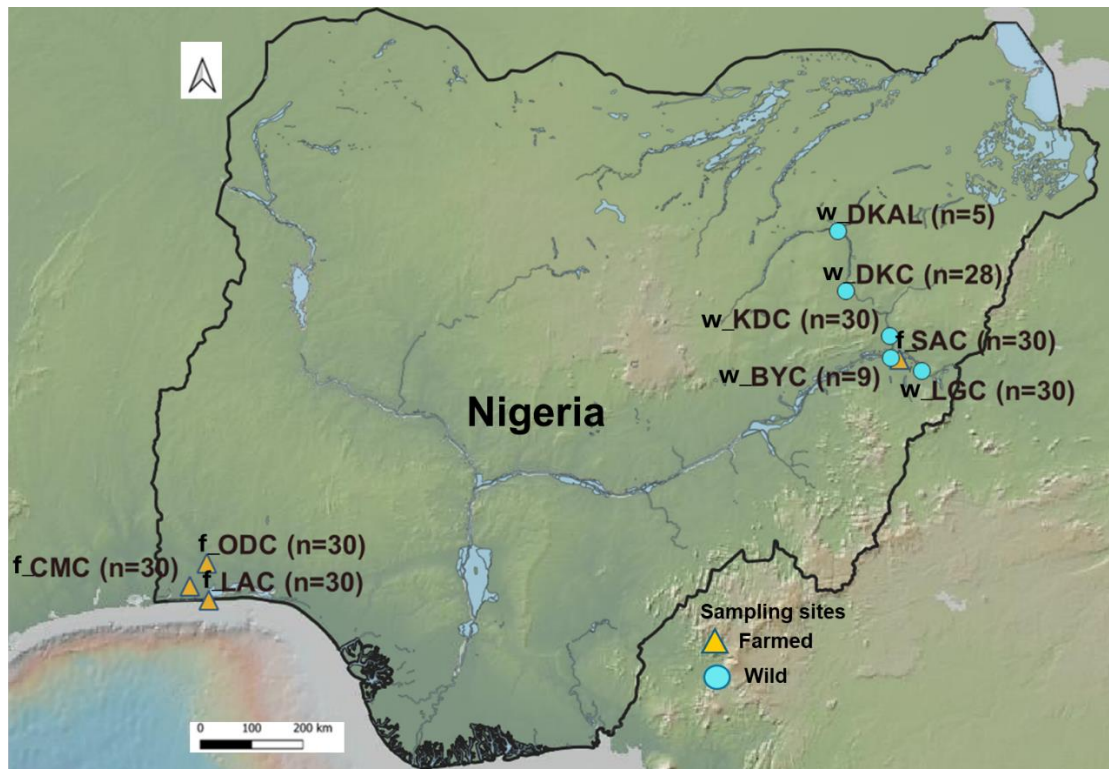 w_DKAL (n=5)
w_DKC (n=28)
w_KDC (n=30)
f_SAC (n=30)
w_BYC (n=9)
w_LGC (n=30)
Nigeria
f_ODC (n=30)
f_CMC (n=30)
f_LAC (n=30)
Sampling sites
Farmed
Wild
0 100 200 km